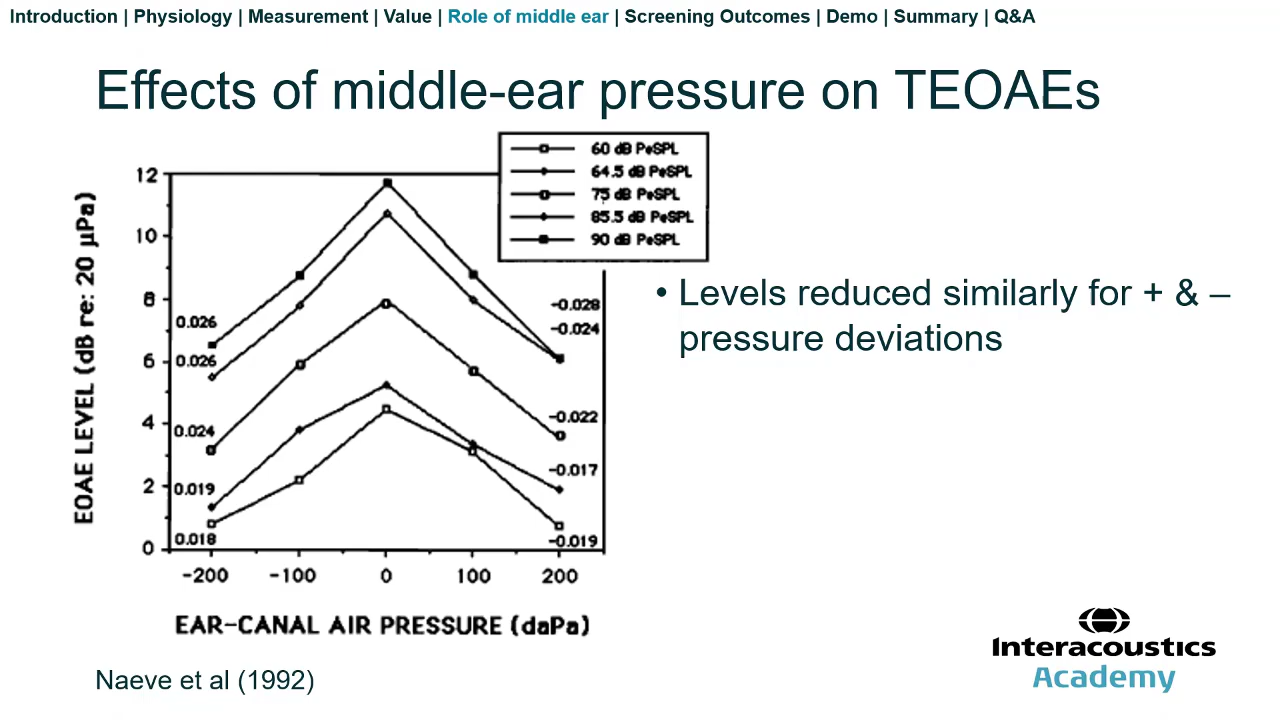 Introduction | Physiology | Measurement | Value | Role of middle ear | Screening Outcomes | Demo | Summary | Q&A
Effects of middle-ear pressure on TEOAEs
60 dB PeSPL
64.5 dB PeSPL
75 dB PeSPL
85.5 dB PeSPL
90 dB PeSPL
EOAE LEVEL (dB re: 20 µPa)
12
10
8
6
4
2
0
0.026
0.026
0.024
0.019
0.018
-0.028
-0.024
-0.022
-0.017
-0.019
-200 -100 0 100 200
EAR-CANAL AIR PRESSURE (daPa)
• Levels reduced similarly for + & –
pressure deviations
Naeve et al (1992)
Interacoustics
Academy